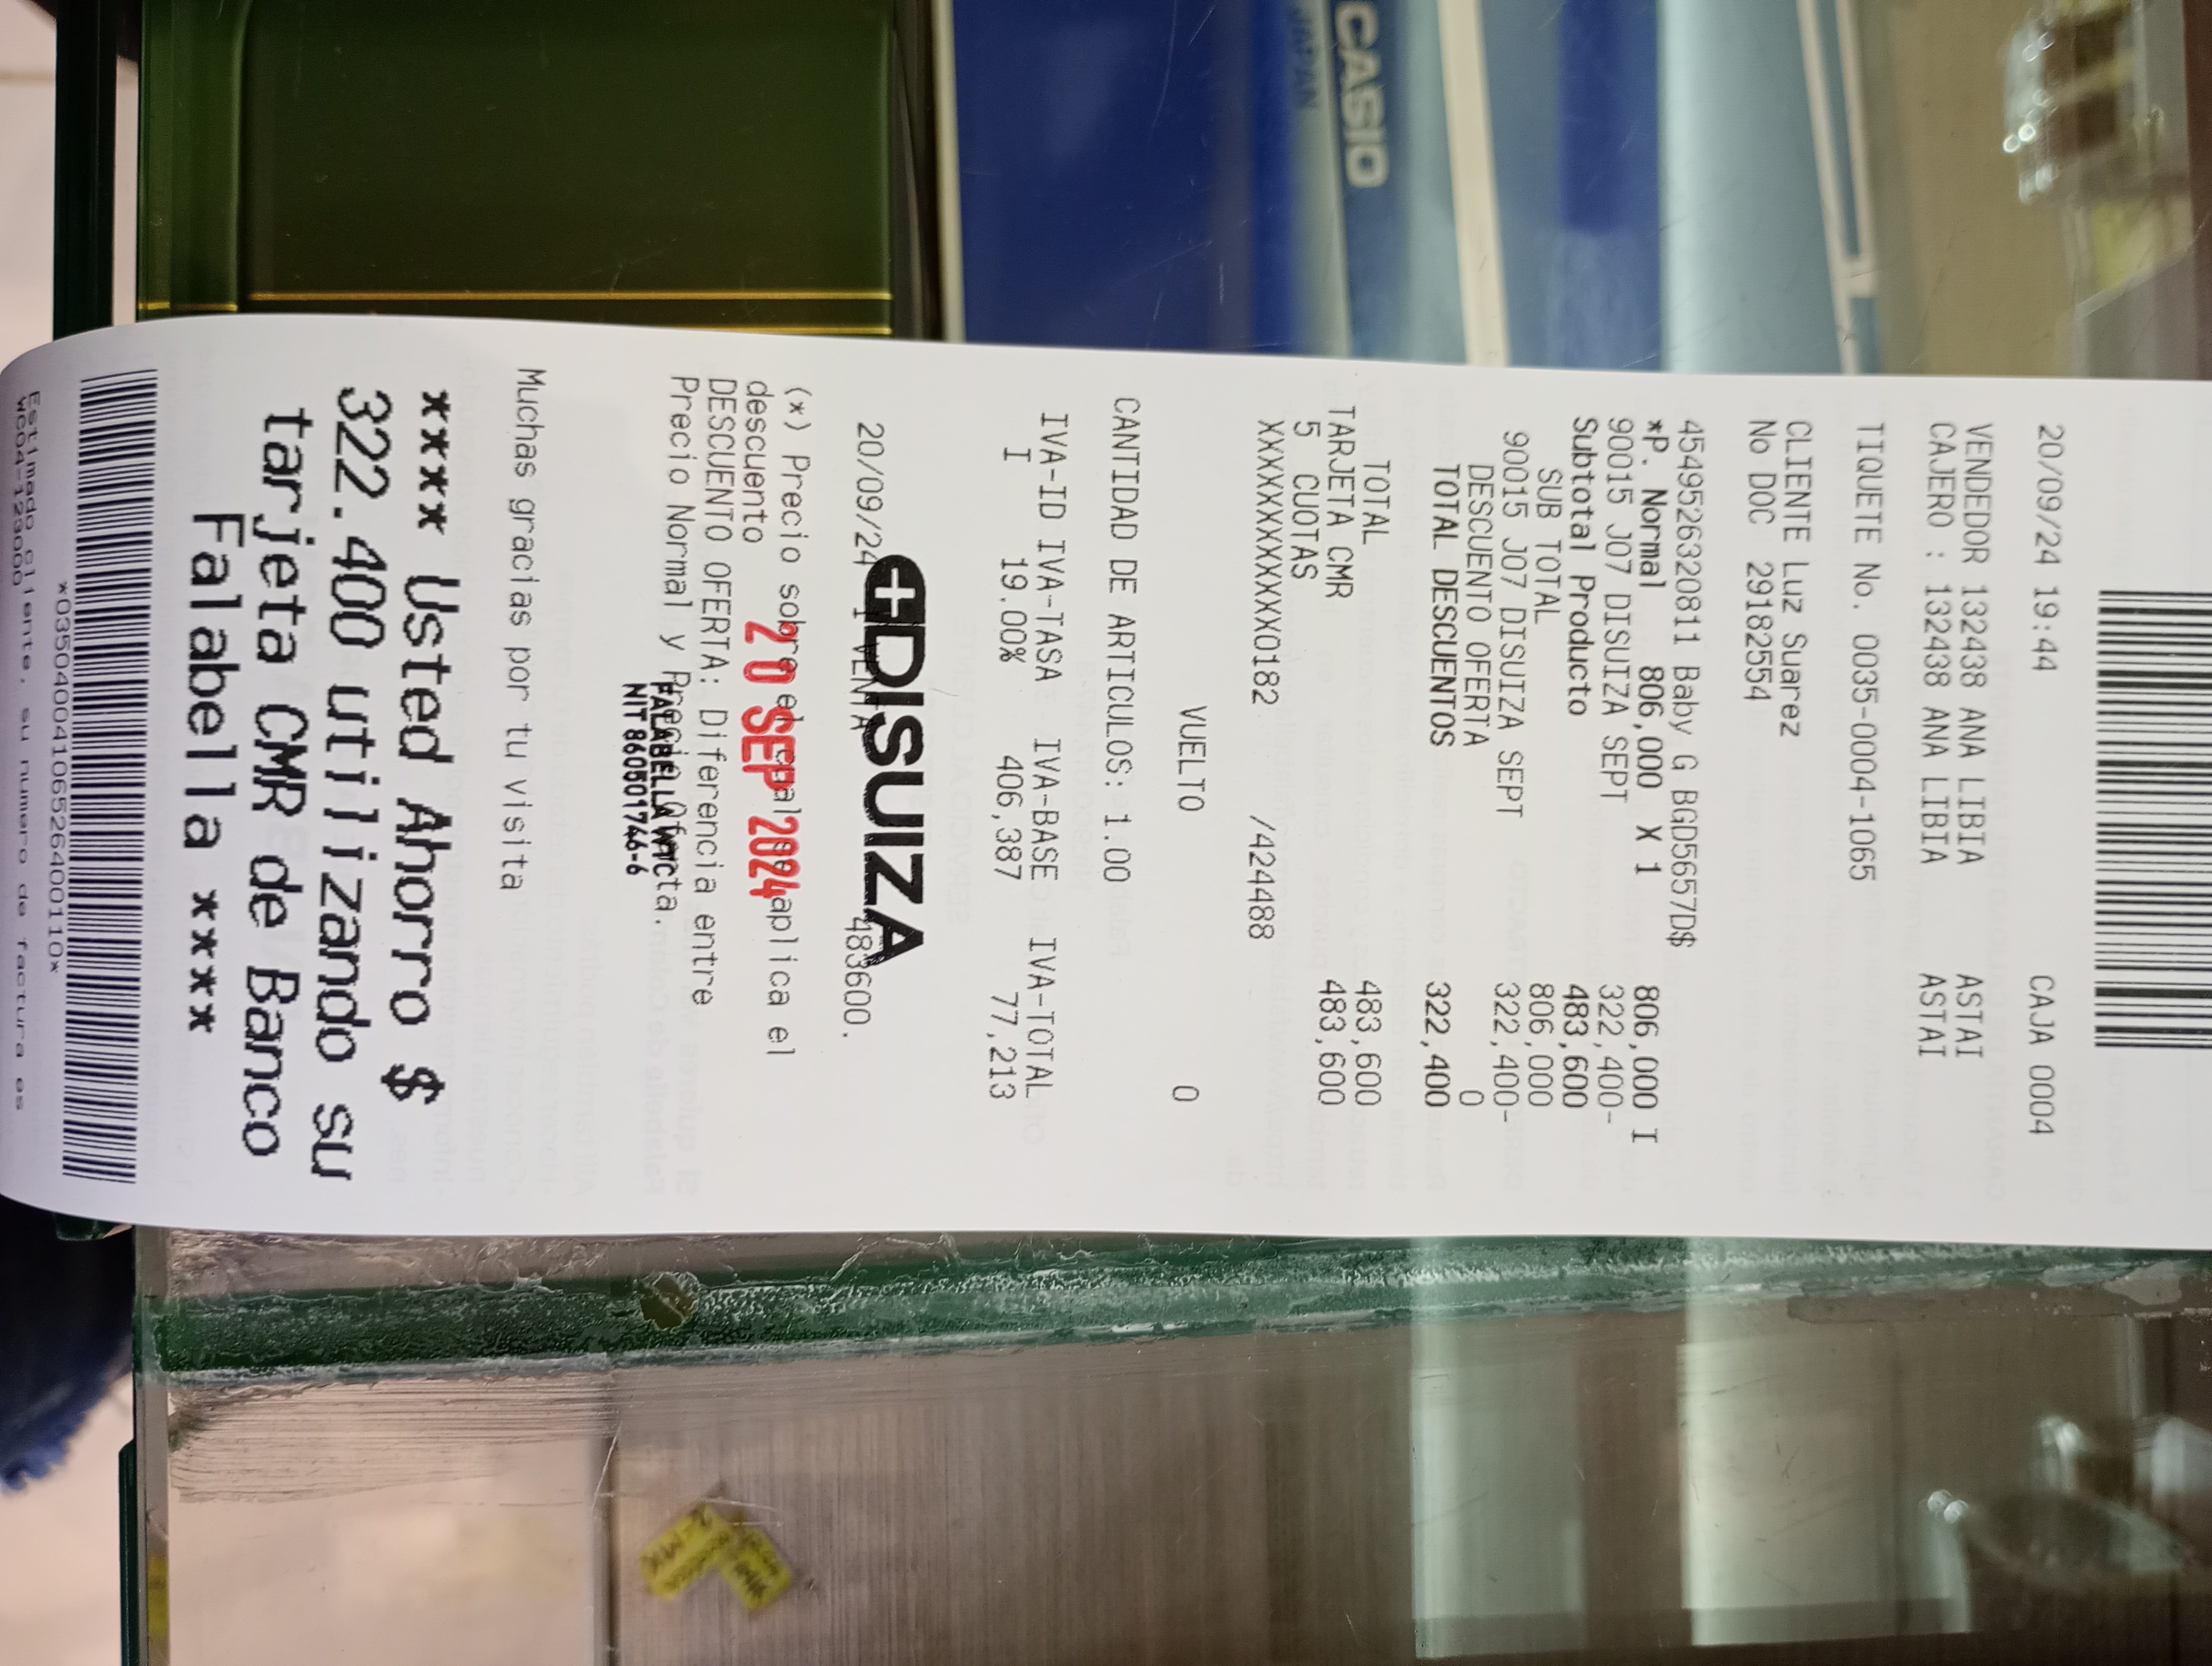 CASIO
JAPAN
20/09/24 19:44 CAJA 0004
VENDEDOR 132438 ANA LIBIA ASTAI
CAJERO : 132438 ANA LIBIA ASTAI
TIQUETE No. 0035-0004-1065
CLIENTE Luz Suarez
No DOC 29182554
4549526320811 Baby G BGD5657D$
*P. Normal 806,000 X 1 806,000 I
90015 J07 DISUIZA SEPT 322,400-
Subtotal Producto 483,600
SUB TOTAL 806,000
90015 J07 DISUIZA SEPT 322,400-
DESCUENTO OFERTA 0
TOTAL DESCUENTOS 322,400
TOTAL 483,600
TARJETA CMR 483,600
5 CUOTAS
XXXXXXXXXXXX0182 /424488
VUELTO 0
CANTIDAD DE ARTICULOS: 1.00
IVA-ID IVA-TASA IVA-BASE IVA-TOTAL
I 19.00% 406,387 77,213
DISUIZA
20/09/24 1 VENTA 483600.
(*) Precio sobre el cual se aplica el
descuento
20 SEP 2024
DESCUENTO OFERTA: Diferencia entre
Precio Normal y Precio Oferta.
FALABELLA WTC
NIT 860501746-6
Muchas gracias por tu visita
**** Usted Ahorro $
322.400 utilizando su
tarjeta CMR de Banco
Falabella ****
*035040041065264001​10*
Estimado cliente, su numero de factura es